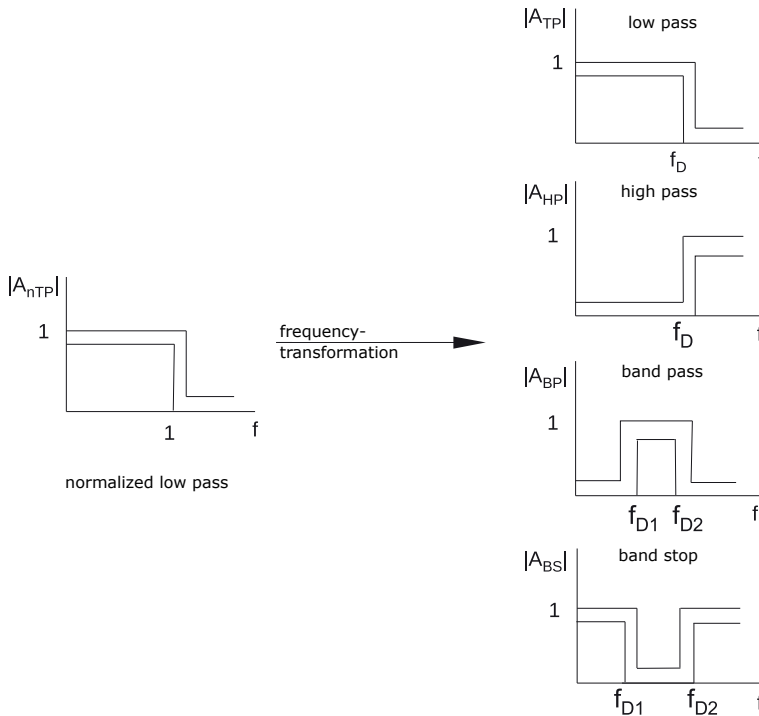 |A_TP|
low pass
1
f_D
|A_HP|
high pass
1
f_D
f
|A_nTP|
1
1
f
normalized low pass
frequency-
transformation
|A_BP|
band pass
1
f_D1
f_D2
f
|A_BS|
band stop
1
f_D1
f_D2
f